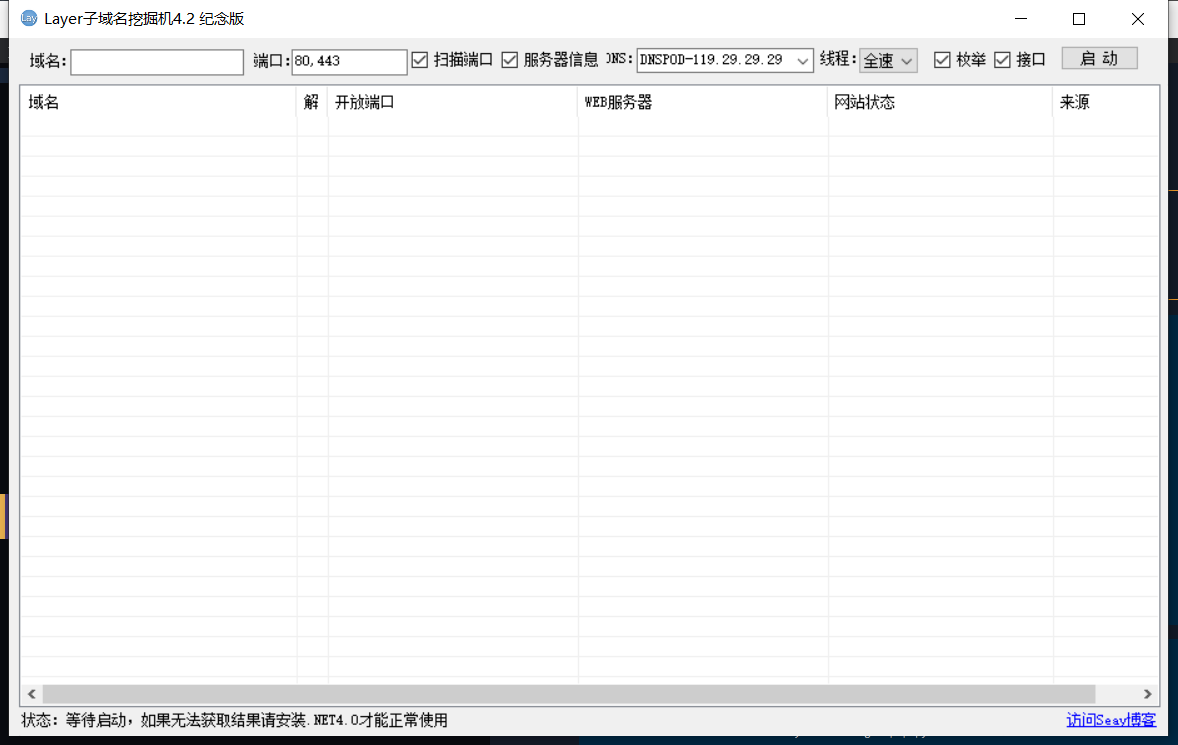 Layer子域名挖掘机4.2 纪念版
域名: 端口: 80,443 扫描端口 服务器信息 DNS: DNSPOD-119.29.29.29 线程: 全速 枚举 接口 启 动
域名 解 开放端口 WEB服务器 网站状态 来源
状态: 等待启动，如果无法获取结果请安装.NET4.0才能正常使用 访问Seay博客